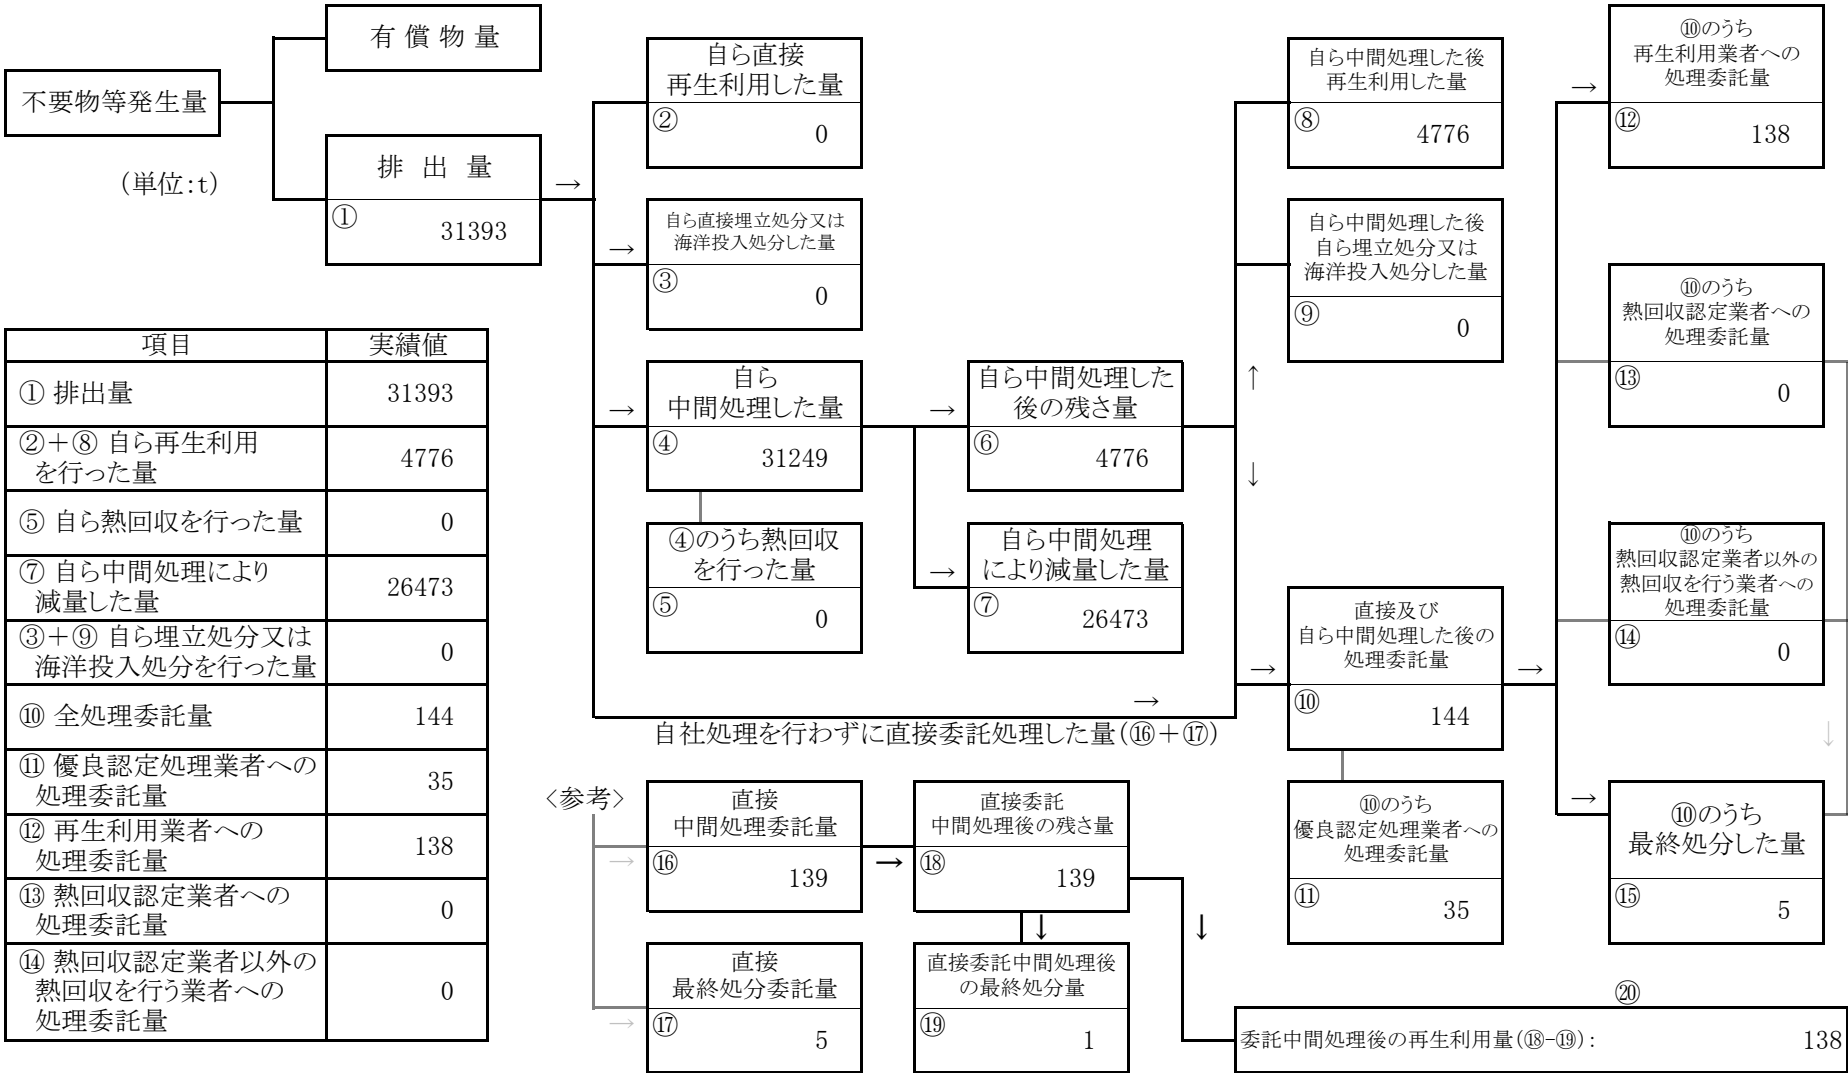 有 償 物 量
不要物等発生量
排 出 量
→
(単位:t)
①
31393
自ら直接
再生利用した量
②
0
自ら直接埋立処分又は
海洋投入処分した量
→
③
0
自ら
中間処理した量
→
④
31249
④のうち熱回収
を行った量
⑤
0
自ら中間処理した
後の残さ量
→
⑥
4776
自ら中間処理
により減量した量
→
⑦
26473
自ら中間処理した後
再生利用した量
⑧
4776
自ら中間処理した後
自ら埋立処分又は
海洋投入処分した量
⑨
0
↑
↓
直接及び
自ら中間処理した後の
処理委託量
→
⑩
144
→
→
自社処理を行わずに直接委託処理した量(⑯+⑰)
⑩のうち
優良認定処理業者への
処理委託量
⑪
35
⑩のうち
再生利用業者への
処理委託量
→
⑫
138
⑩のうち
熱回収認定業者への
処理委託量
⑬
0
⑩のうち
熱回収認定業者以外の
熱回収を行う業者への
処理委託量
⑭
0
↓
→
⑩のうち
最終処分した量
⑮
5
項目 実績値
① 排出量 31393
②+⑧ 自ら再生利用
を行った量 4776
⑤ 自ら熱回収を行った量 0
⑦ 自ら中間処理により
減量した量 26473
③+⑨ 自ら埋立処分又は
海洋投入処分を行った量 0
⑩ 全処理委託量 144
⑪ 優良認定処理業者への
処理委託量 35
⑫ 再生利用業者への
処理委託量 138
⑬ 熱回収認定業者への
処理委託量 0
⑭ 熱回収認定業者以外の
熱回収を行う業者への
処理委託量 0
〈参考〉
直接
中間処理委託量
→
⑯
139
直接
最終処分委託量
→
⑰
5
直接委託
中間処理後の残さ量
→
⑱
139
↓
↓
直接委託中間処理後
の最終処分量
⑲
1
⑳
委託中間処理後の再生利用量(⑱-⑲): 138